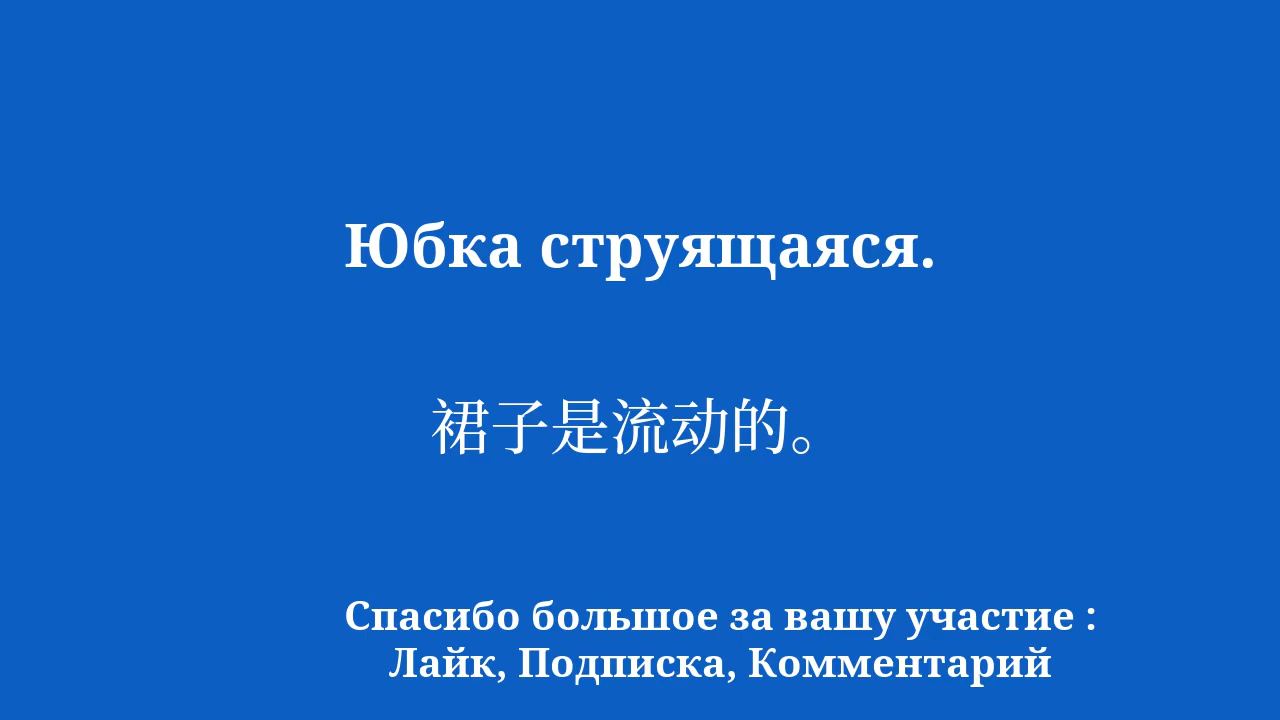 Юбка струящаяся.
裙子是流动的。
Спасибо большое за вашу участие :
Лайк, Подписка, Комментарий